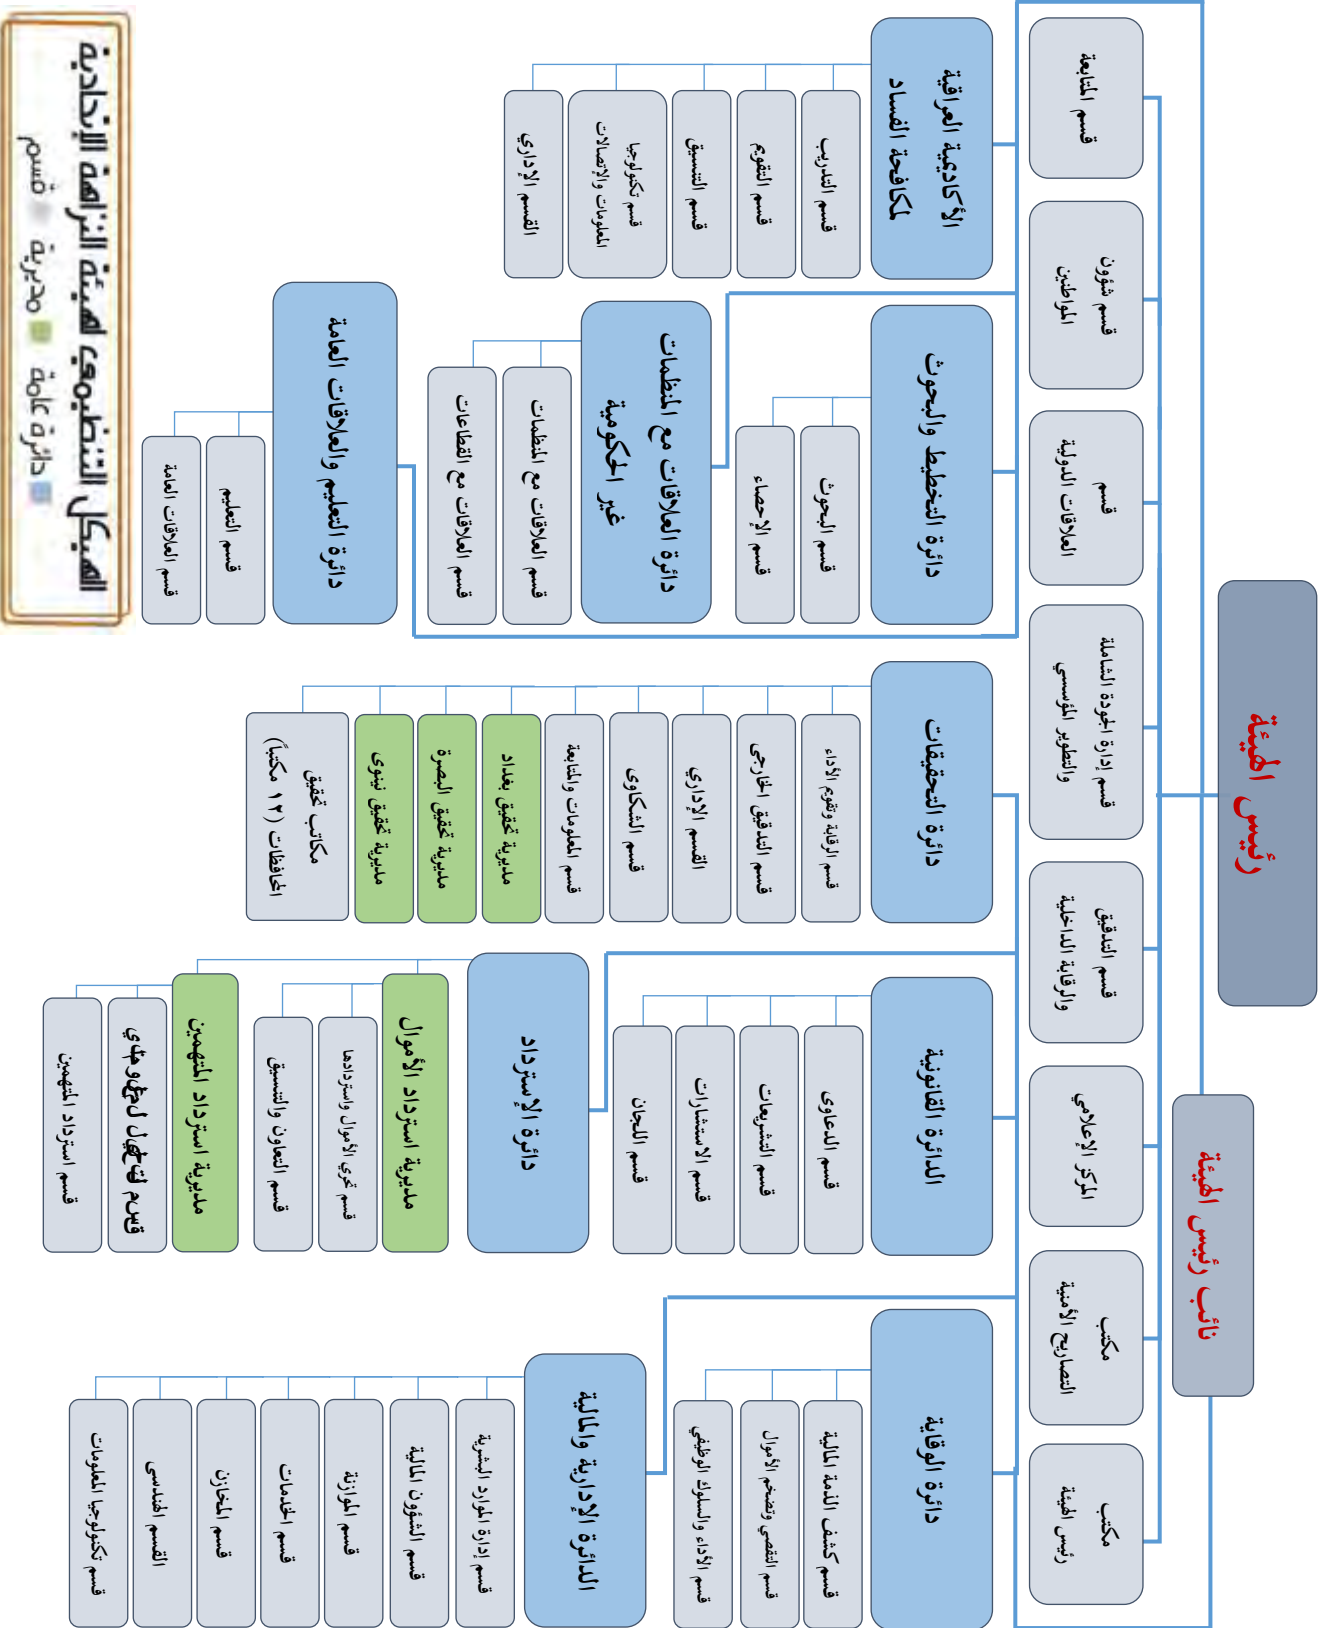 رئيس الهيئة
نائب رئيس الهيئة
مكتب
رئيس الهيئة
مكتب
التصاريح الأمنية
المركز الإعلامي
قسم التدقيق
والرقابة الداخلية
قسم إدارة الجودة الشاملة
والتطوير المؤسسي
قسم
العلاقات الدولية
قسم شؤون
المواطنين
قسم المتابعة
دائرة الوقاية
قسم كشف الذمة المالية
قسم التقصي وتضخم الأموال
قسم الأداء والسلوك الوظيفي
الدائرة الإدارية والمالية
قسم إدارة الموارد البشرية
قسم الشؤون المالية
قسم الموازنة
قسم الخدمات
قسم المخازن
القسم الهندسي
قسم تكنولوجيا المعلومات
الدائرة القانونية
قسم الدعاوى
قسم التشريعات
قسم الاستشارات
قسم اللجان
دائرة الإسترداد
مديرية استرداد الأموال
قسم تحري الأموال واستردادها
قسم التعاون والتنسيق
مديرية استرداد المتهمين
قسم
قسم استرداد المتهمين
دائرة التحقيقات
قسم الرقابة وتقويم الأداء
قسم التدقيق الخارجي
القسم الإداري
قسم الشكاوى
قسم المعلومات والمتابعة
مديرية تحقيق بغداد
مديرية تحقيق البصرة
مديرية تحقيق نينوى
مكاتب تحقيق
المحافظات (١٢ مكتباً)
دائرة التخطيط والبحوث
قسم البحوث
قسم الإحصاء
دائرة العلاقات مع المنظمات
غير الحكومية
قسم العلاقات مع المنظمات
قسم العلاقات مع القطاعات
دائرة التعليم والعلاقات العامة
قسم التعليم
قسم العلاقات العامة
الأكاديمية العراقية
لمكافحة الفساد
قسم التدريب
قسم التقويم
قسم التنسيق
قسم تكنولوجيا
المعلومات والإتصالات
القسم الإداري
الهيكل التنظيمي لهيئة النزاهة الإتحادية
دائرة عامة مديرية قسم